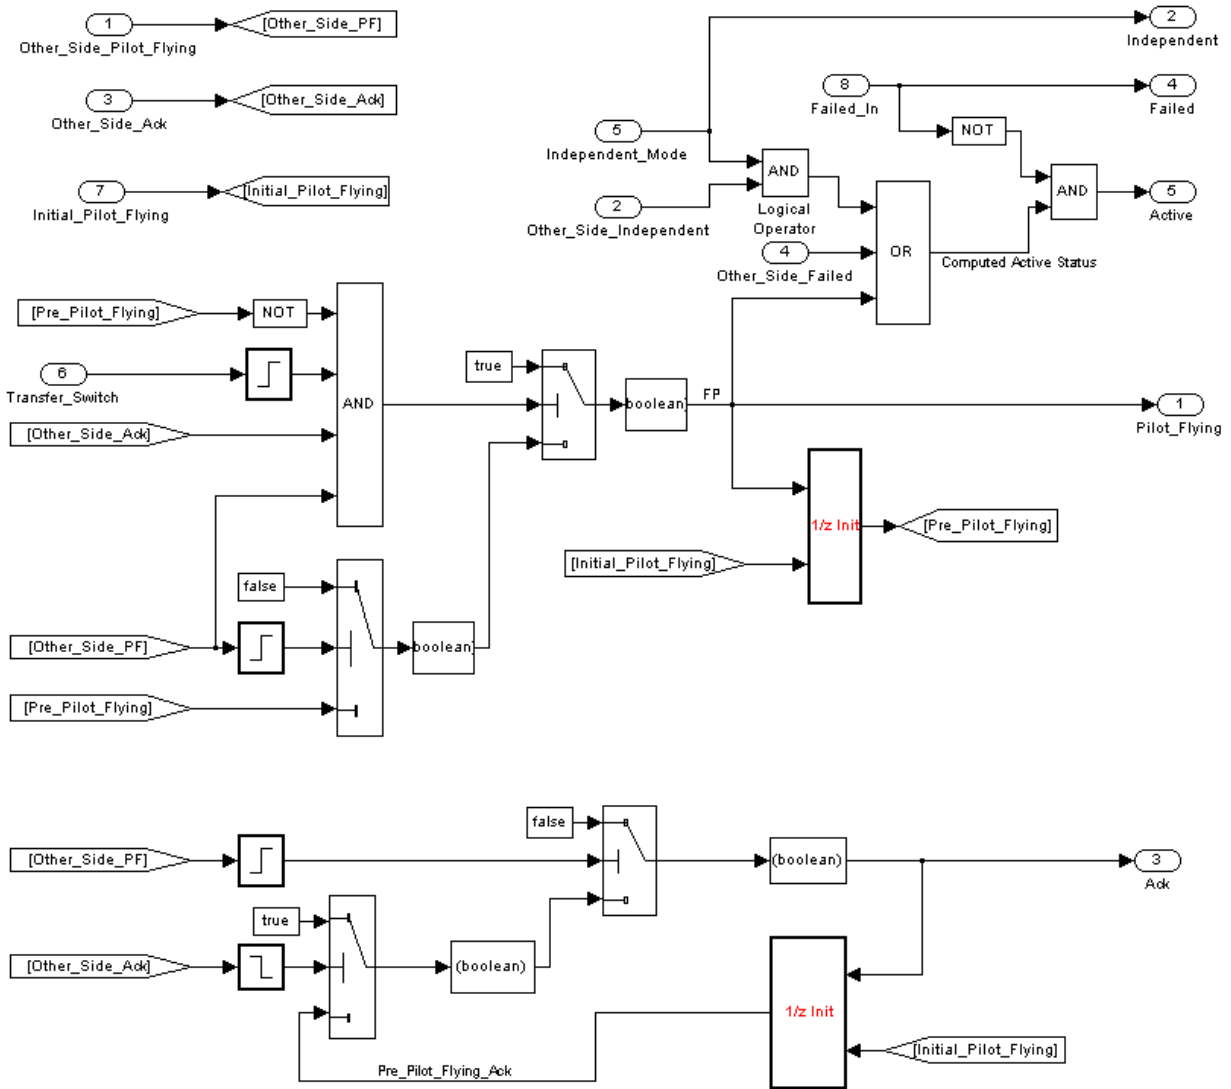 1
Other_Side_Pilot_Flying
[Other_Side_PF]
3
Other_Side_Ack
[Other_Side_Ack]
7
Initial_Pilot_Flying
[Initial_Pilot_Flying]
2
Independent
8
Failed_In
4
Failed
NOT
5
Independent_Mode
AND
Logical
Operator
2
Other_Side_Independent
4
Other_Side_Failed
OR
Computed Active Status
AND
5
Active
[Pre_Pilot_Flying]
NOT
6
Transfer_Switch
[Other_Side_Ack]
AND
true
boolean
FP
1
Pilot_Flying
1/z Init
[Pre_Pilot_Flying]
[Initial_Pilot_Flying]
false
[Other_Side_PF]
boolean
[Pre_Pilot_Flying]
false
[Other_Side_PF]
(boolean)
3
Ack
true
[Other_Side_Ack]
(boolean)
1/z Init
[Initial_Pilot_Flying]
Pre_Pilot_Flying_Ack